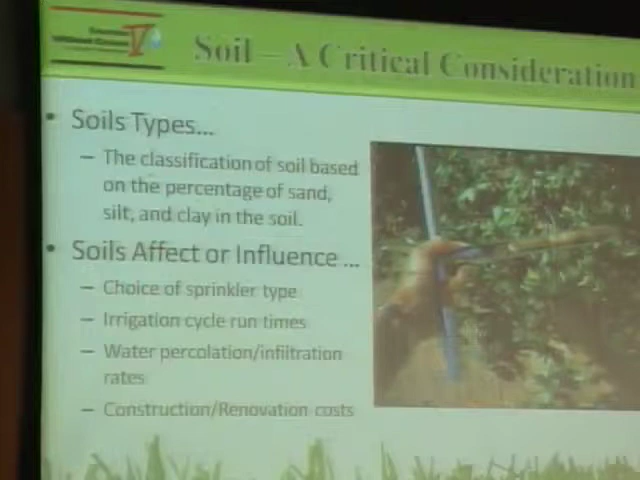 Soil – A Critical Consideration
• Soils Types...
– The classification of soil based
on the percentage of sand,
silt, and clay in the soil.
• Soils Affect or Influence ...
– Choice of sprinkler type
– Irrigation cycle run times
– Water percolation/infiltration
rates
– Construction/Renovation costs